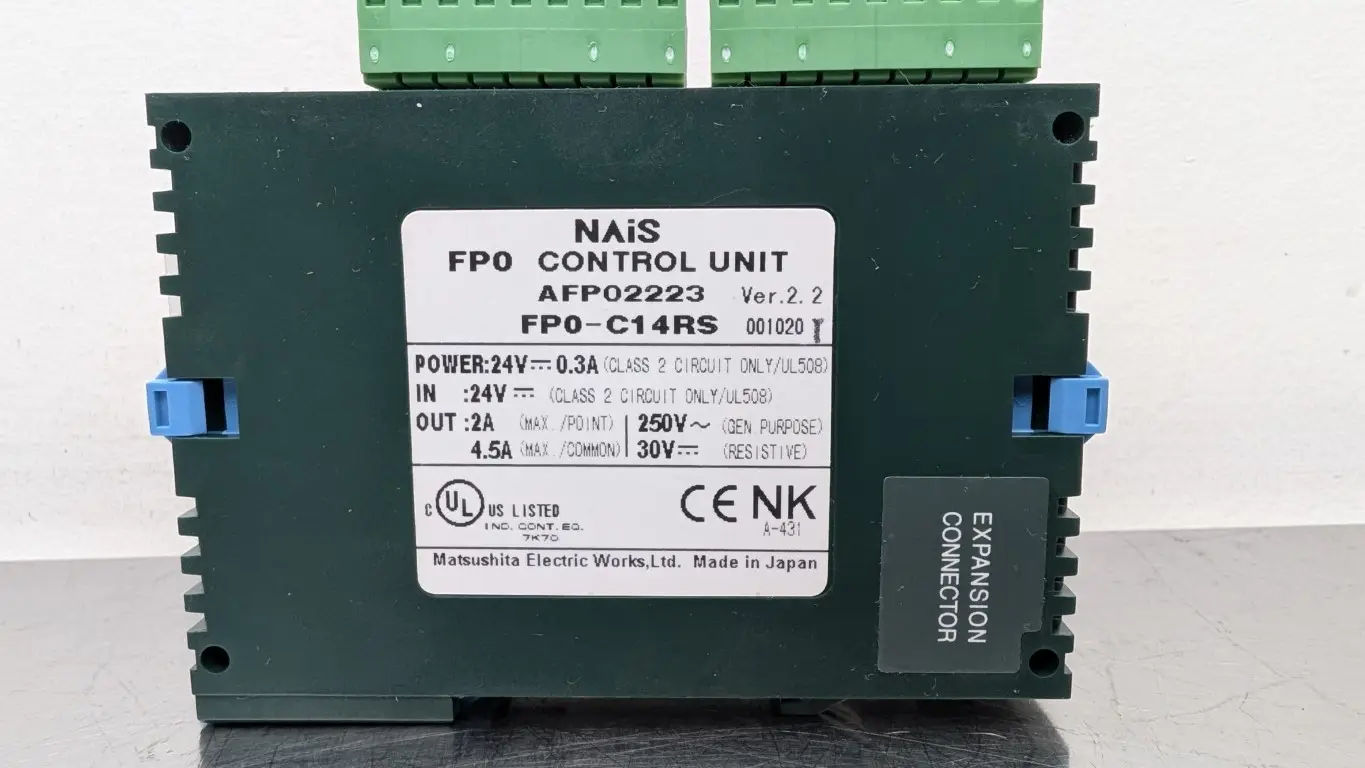 NAiS
FP0 CONTROL UNIT
AFP02223 Ver.2.2
FP0-C14RS 001020T
POWER:24V⎓0.3A (CLASS 2 CIRCUIT ONLY/UL508)
IN :24V⎓ (CLASS 2 CIRCUIT ONLY/UL508)
OUT :2A (MAX./POINT) | 250V~ (GEN PURPOSE)
4.5A (MAX./COMMON) | 30V⎓ (RESISTIVE)
C UL US LISTED
IND. CONT. EQ.
7K70
CE NK
A-431
Matsushita Electric Works,Ltd. Made in Japan
EXPANSION
CONNECTOR